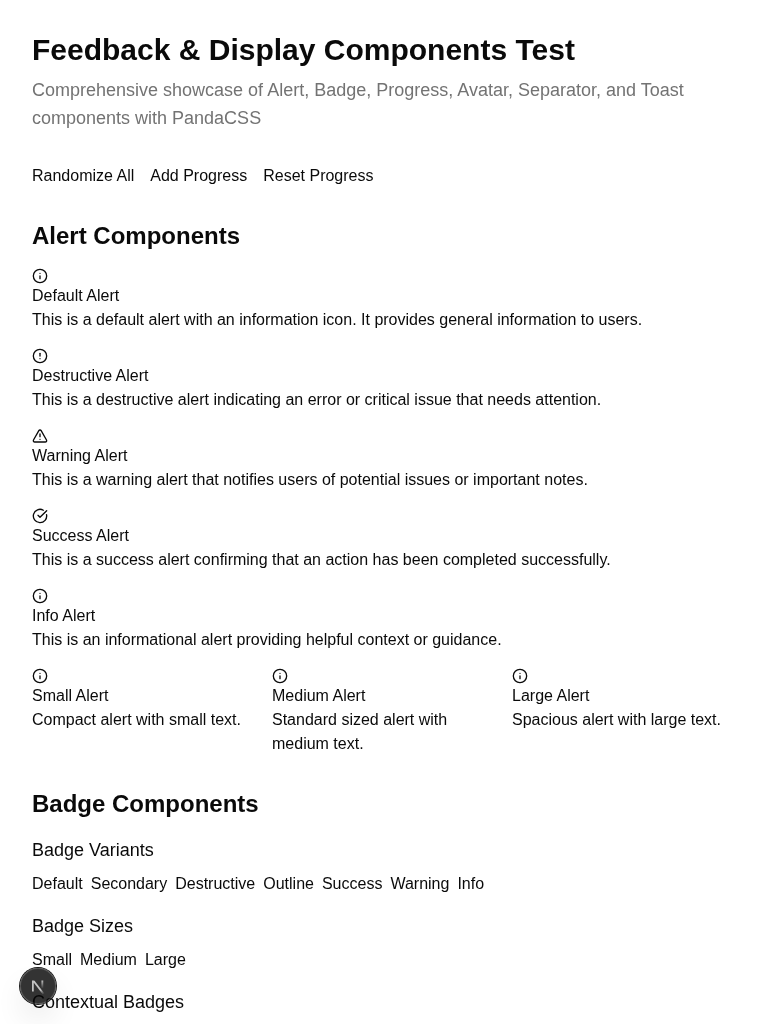 Feedback & Display Components Test
Comprehensive showcase of Alert, Badge, Progress, Avatar, Separator, and Toast
components with PandaCSS
Randomize All Add Progress Reset Progress
Alert Components
Default Alert
This is a default alert with an information icon. It provides general information to users.
Destructive Alert
This is a destructive alert indicating an error or critical issue that needs attention.
Warning Alert
This is a warning alert that notifies users of potential issues or important notes.
Success Alert
This is a success alert confirming that an action has been completed successfully.
Info Alert
This is an informational alert providing helpful context or guidance.
Small Alert
Compact alert with small text.
Medium Alert
Standard sized alert with
medium text.
Large Alert
Spacious alert with large text.
Badge Components
Badge Variants
Default Secondary Destructive Outline Success Warning Info
Badge Sizes
Small Medium Large
Contextual Badges
N